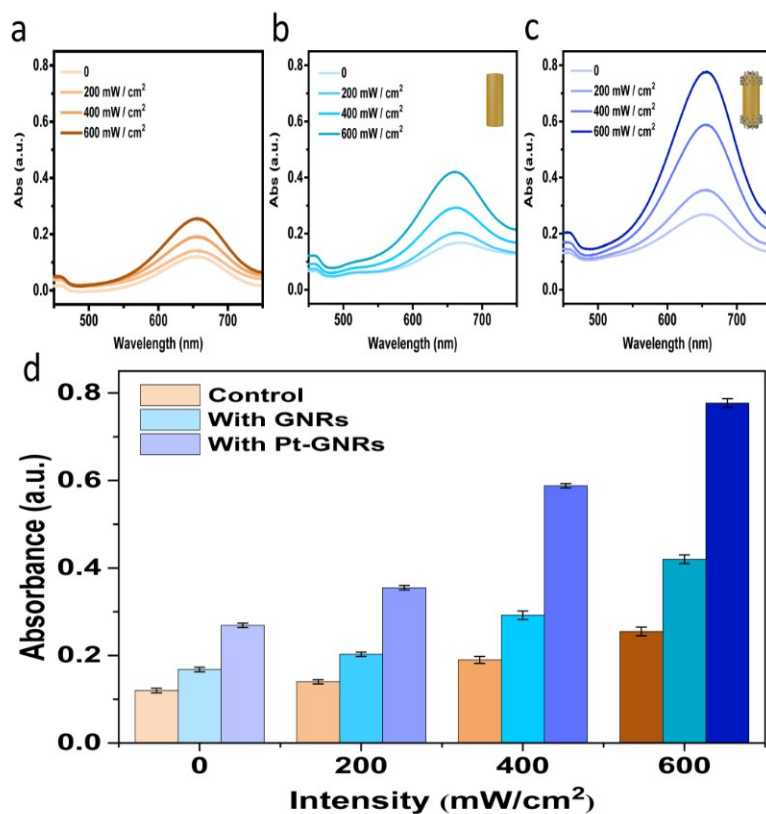 a
0.8
0.6
0.4
0.2
0.0
Abs (a.u.)
0
200 mW / cm²
400 mW / cm²
600 mW / cm²
500
600
700
Wavelength (nm)
b
0.8
0.6
0.4
0.2
0.0
Abs (a.u.)
0
200 mW / cm²
400 mW / cm²
600 mW / cm²
500
600
700
Wavelength (nm)
c
0.8
0.6
0.4
0.2
0.0
Abs (a.u.)
0
200 mW / cm²
400 mW / cm²
600 mW / cm²
500
600
700
Wavelength (nm)
d
0.8
0.6
0.4
0.2
0.0
Absorbance (a.u.)
Control
With GNRs
With Pt-GNRs
0
200
400
600
Intensity (mW/cm²)